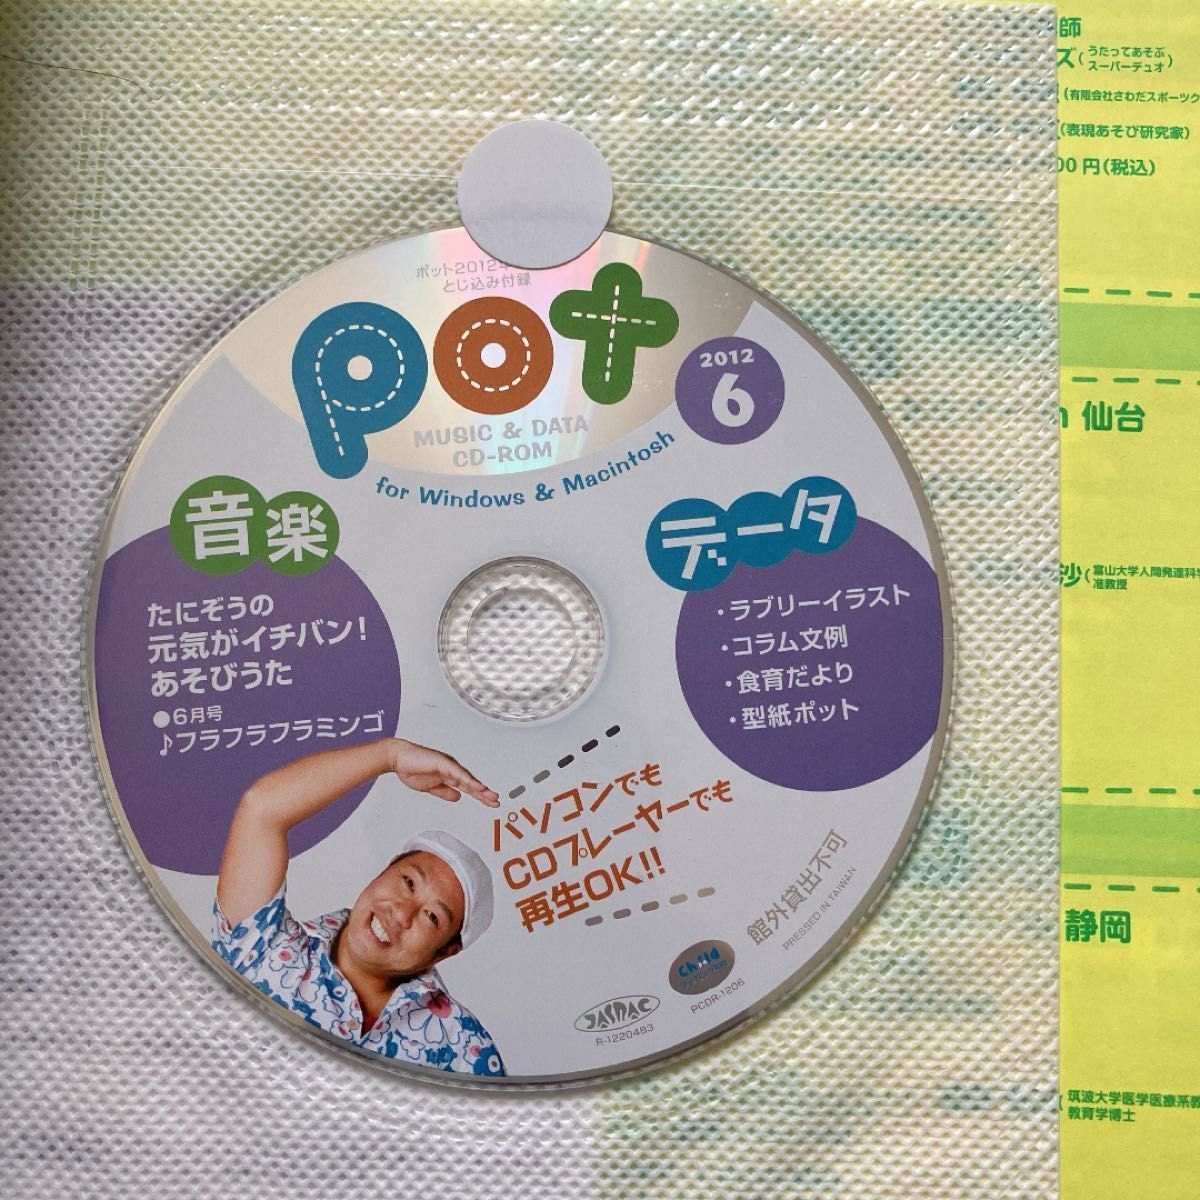 ポット2012年
とじ込み付録
pot
2012
6
MUSIC & DATA
CD-ROM
for Windows & Macintosh
音楽
たにぞうの
元気がイチバン!
あそびうた
●6月号
♪フラフラフラミンゴ
データ
・ラブリーイラスト
・コラム文例
・食育だより
・型紙ポット
パソコンでも
CDプレーヤーでも
再生OK!!
館外貸出不可
PRESSED IN TAIWAN
Child
PCDR-1206
JASRAC
R-1220483
師
ズ(うたってあそぶ
スーパーデュオ)
(有限会社さわだスポーツク
(表現あそび研究家)
00円(税込)
仙台
沙(富山大学人間発達科学
准教授
静岡
(筑波大学医学医療系教
教育学博士